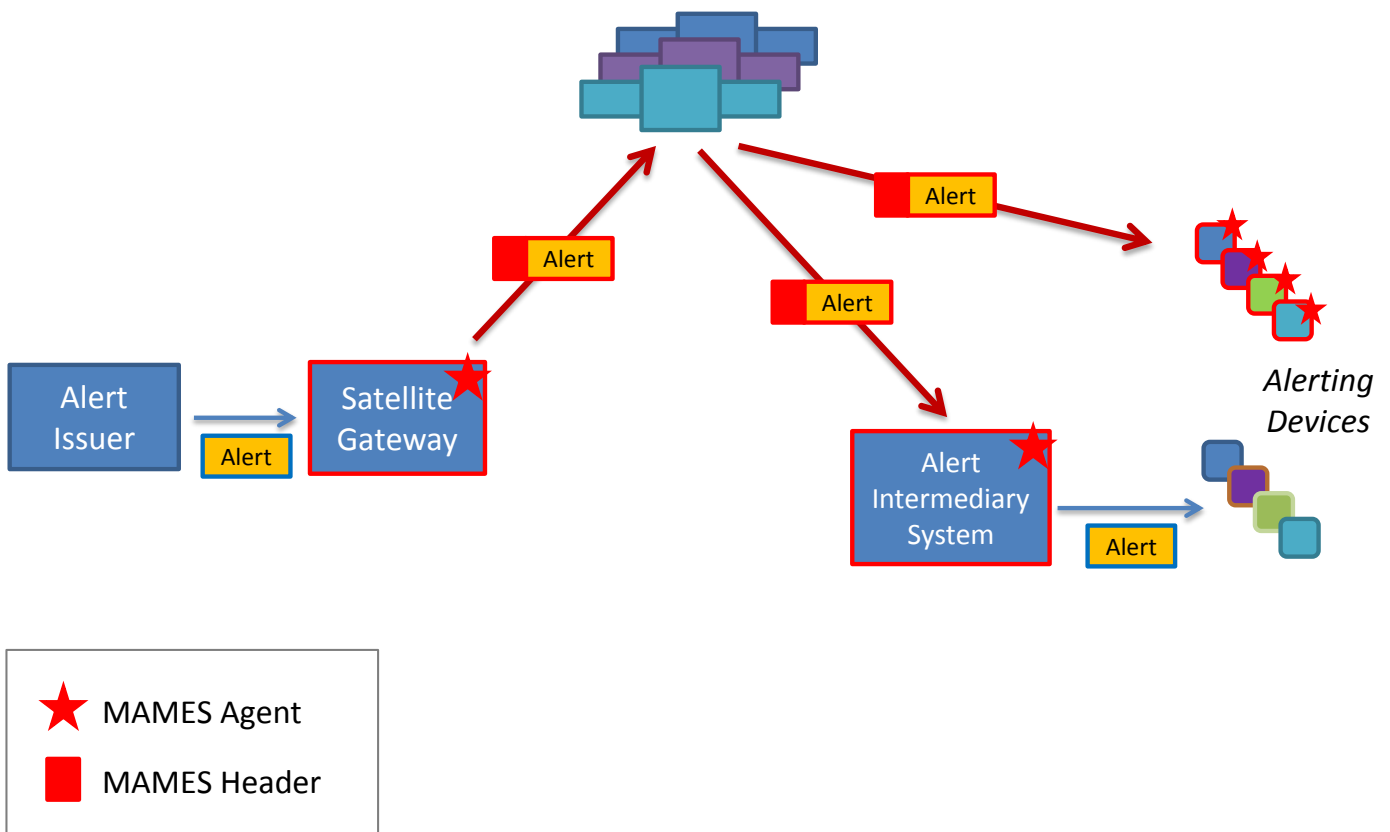 Alert
Alert
Alert
Alert
Issuer
Alert
Satellite
Gateway
Alerting
Devices
Alert
Intermediary
System
Alert
MAMES Agent
MAMES Header